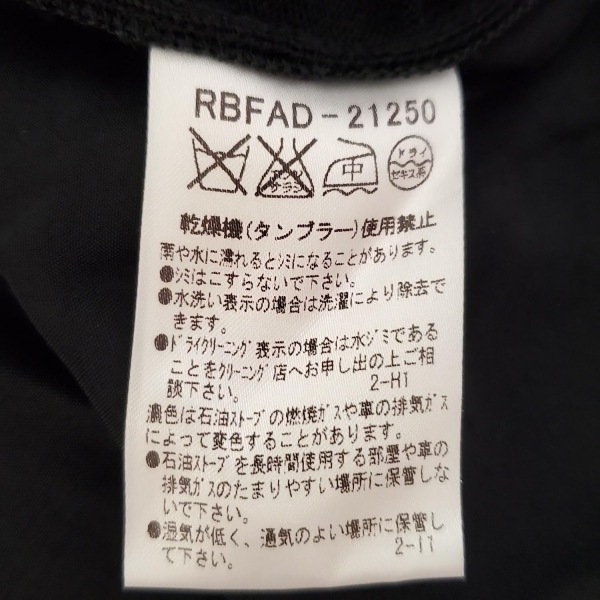 RBFAD-21250
エンソ
サラシ
中
ドライ
セキユ系
乾燥機(タンブラー)使用禁止
雨や水に濡れるとシミになることがあります。
●シミはこすらないで下さい。
●水洗い表示の場合は洗濯により除去で
きます。
●ドライクリーニング表示の場合は水ジミである
ことをクリーニング店へお申し出の上ご相
談下さい。
2-H1
濃色は石油ストーブの燃焼ガスや車の排気ガス
によって変色することがあります。
●石油ストーブを長時間使用する部屋や車の
排気ガスのたまりやすい場所に保管しな
いで下さい。
●湿気が低く、通気のよい場所に保管し
て下さい。
2-I1